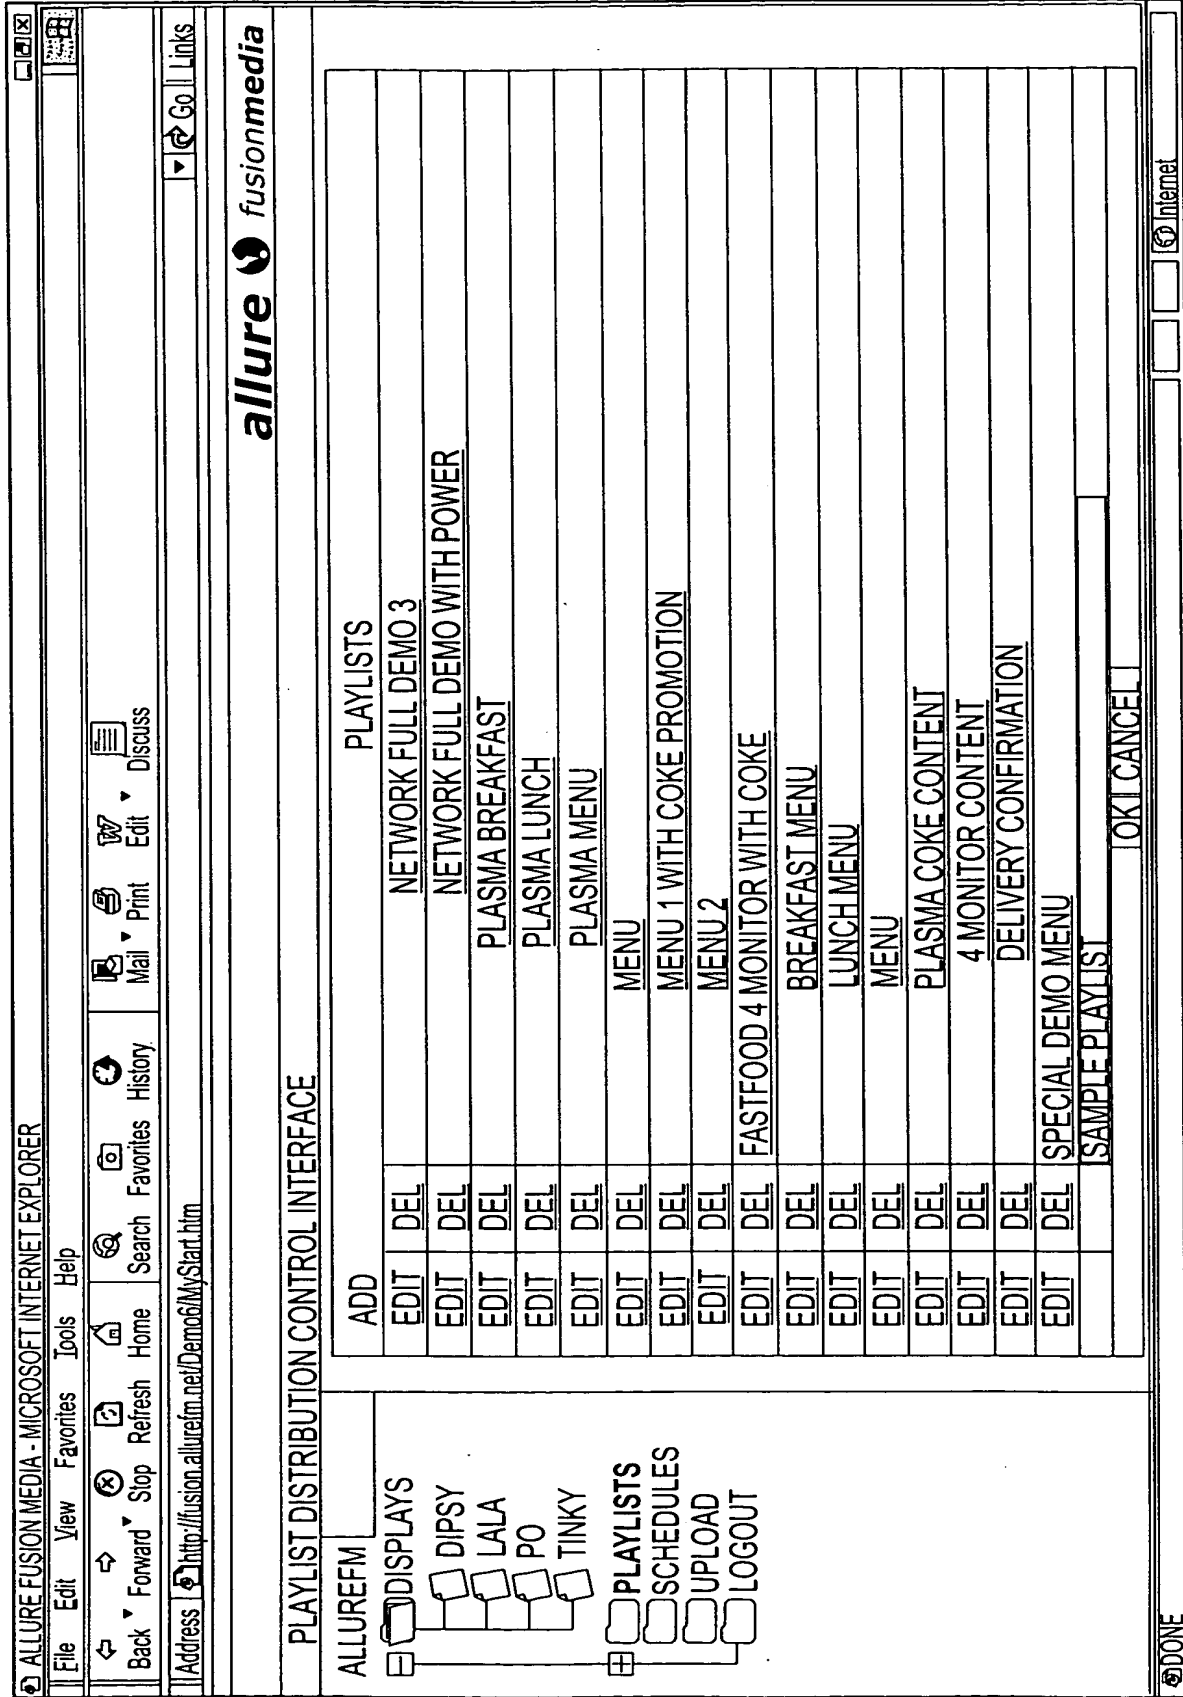 ALLURE FUSION MEDIA - MICROSOFT INTERNET EXPLORER
File Edit View Favorites Tools Help
Back Forward Stop Refresh Home Search Favorites History Mail Print Edit Discuss
Address http://fusion.allurefm.net/Demo6/MyStart.htm Go Links
allure fusionmedia
PLAYLIST DISTRIBUTION CONTROL INTERFACE
ALLUREFM
DISPLAYS
DIPSY
LALA
PO
TINKY
PLAYLISTS
SCHEDULES
UPLOAD
LOGOUT
ADD PLAYLISTS
EDIT DEL NETWORK FULL DEMO 3
EDIT DEL NETWORK FULL DEMO WITH POWER
EDIT DEL PLASMA BREAKFAST
EDIT DEL PLASMA LUNCH
EDIT DEL PLASMA MENU
EDIT DEL MENU
EDIT DEL MENU 1 WITH COKE PROMOTION
EDIT DEL MENU 2
EDIT DEL FASTFOOD 4 MONITOR WITH COKE
EDIT DEL BREAKFAST MENU
EDIT DEL LUNCH MENU
EDIT DEL MENU
EDIT DEL PLASMA COKE CONTENT
EDIT DEL 4 MONITOR CONTENT
EDIT DEL DELIVERY CONFIRMATION
EDIT DEL SPECIAL DEMO MENU
SAMPLE PLAYLIST
OK CANCEL
DONE Internet